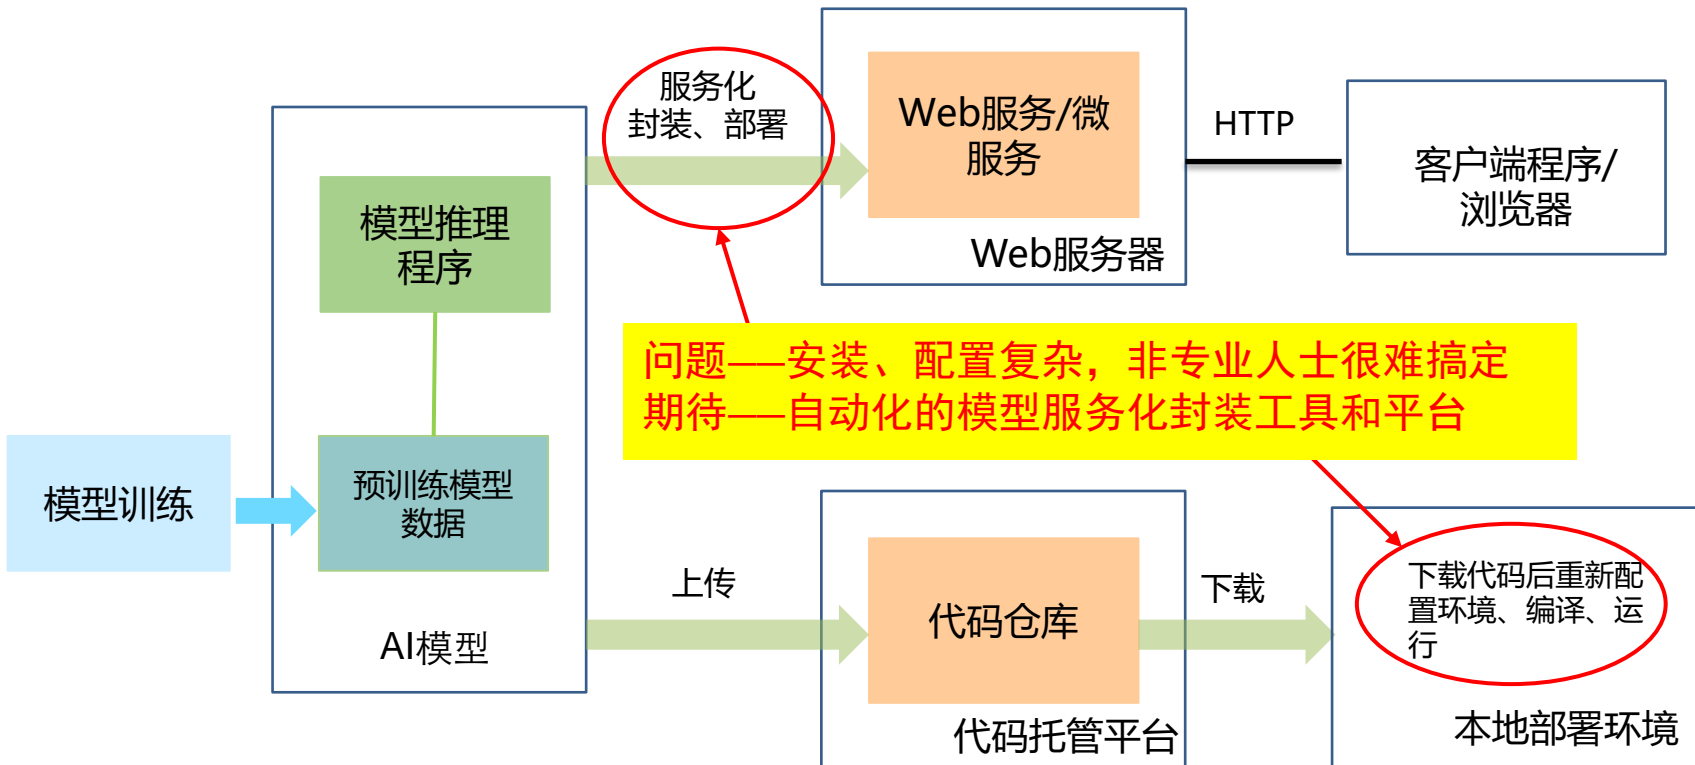 服务化
封装、部署
Web服务/微
服务
Web服务器
HTTP
客户端程序/
浏览器
模型推理
程序
问题——安装、配置复杂，非专业人士很难搞定
期待——自动化的模型服务化封装工具和平台
模型训练
预训练模型
数据
AI模型
上传
代码仓库
代码托管平台
下载
下载代码后重新配
置环境、编译、运
行
本地部署环境